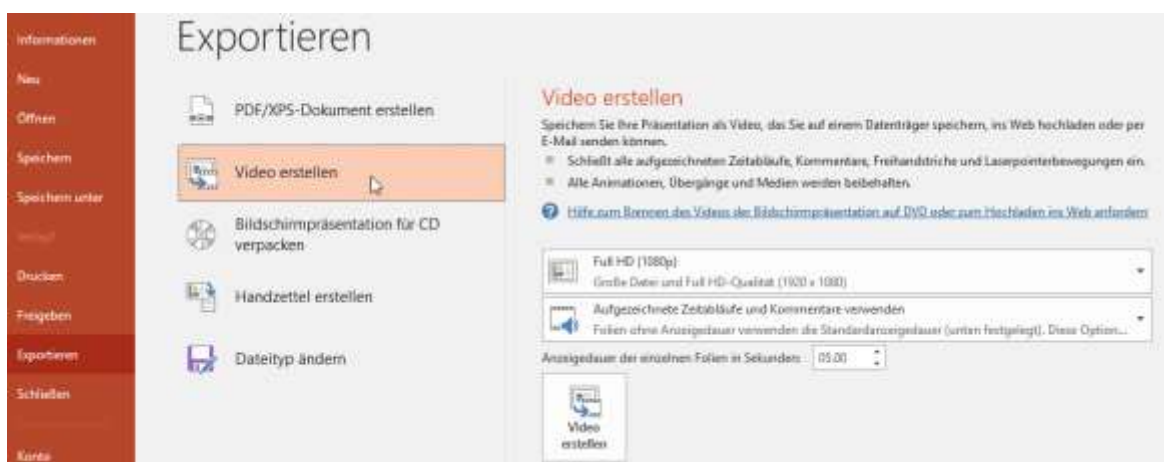 Exportieren
Informationen
Neu
Öffnen
Speichern
Speichern unter
Drucken
Freigeben
Exportieren
Schließen
Konto
PDF/XPS-Dokument erstellen
Video erstellen
Bildschirmpräsentation für CD
verpacken
Handzettel erstellen
Dateityp ändern
Video erstellen
Speichern Sie Ihre Präsentation als Video, das Sie auf einem Datenträger speichern, ins Web hochladen oder per
E-Mail senden können.
Schließt alle aufgezeichneten Zeitabläufe, Kommentare, Freihandstriche und Laserpointerbewegungen ein.
Alle Animationen, Übergänge und Medien werden beibehalten.
Hilfe zum Brennen des Videos der Bildschirmpräsentation auf DVD oder zum Hochladen ins Web anfordern
Full HD (1080p)
Große Datei und Full HD-Qualität (1920 x 1080)
Aufgezeichnete Zeitabläufe und Kommentare verwenden
Folien ohne Anzeigedauer verwenden die Standardanzeigedauer (unten festgelegt). Diese Option...
Anzeigedauer der einzelnen Folien in Sekunden: 05.00
Video
erstellen